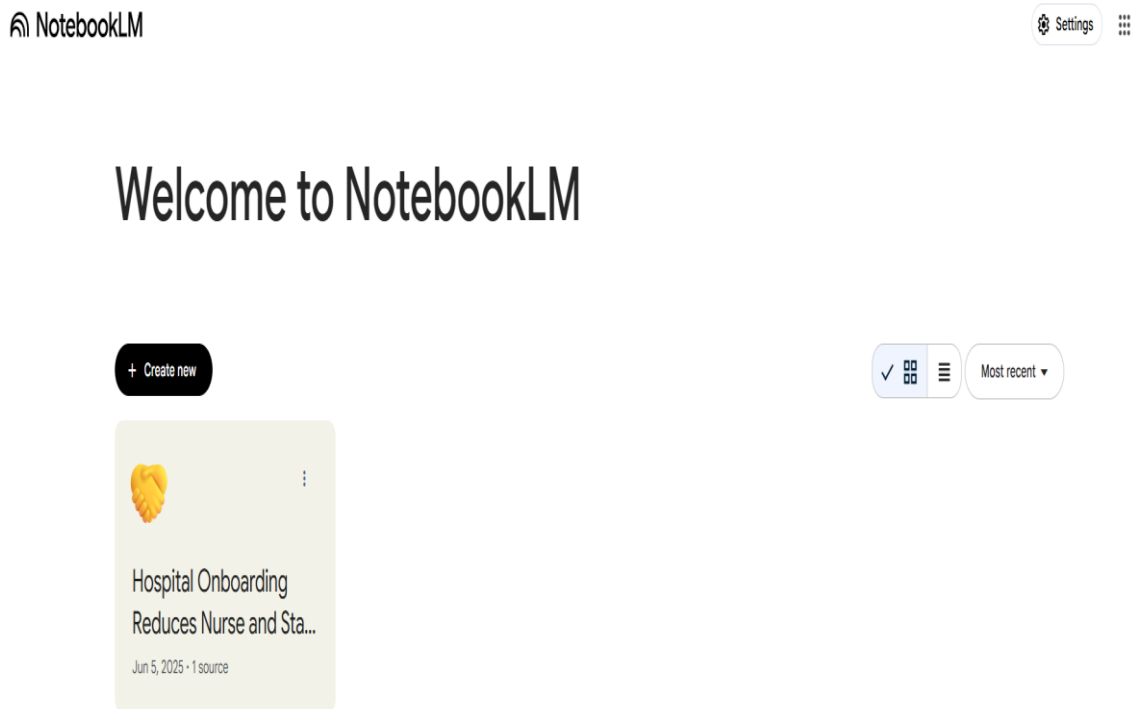 NotebookLM
Settings
Welcome to NotebookLM
+ Create new
Most recent
Hospital Onboarding
Reduces Nurse and Sta...
Jun 5, 2025 • 1 source